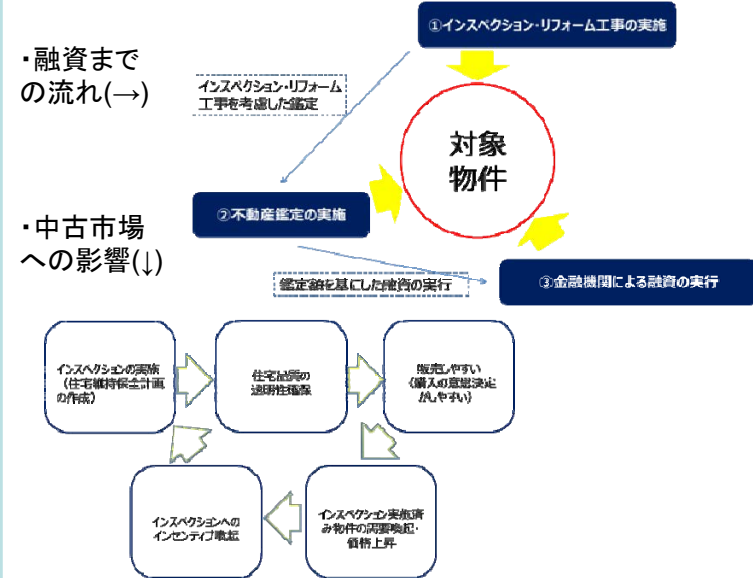 ・融資まで
の流れ(→)
①インスペクション・リフォーム工事の実施
インスペクション・リフォーム
工事を考慮した鑑定
対象
物件
②不動産鑑定の実施
・中古市場
への影響(↓)
鑑定額を基にした融資の実行
③金融機関による融資の実行
インスペクションの実施
（住宅維持保全計画
の作成）
住宅品質の
透明性確保
販売しやすい
（購入の意思決定
がしやすい）
インスペクションへの
インセンティブ喚起
インスペクション実施済
み物件の需要喚起・
価格上昇